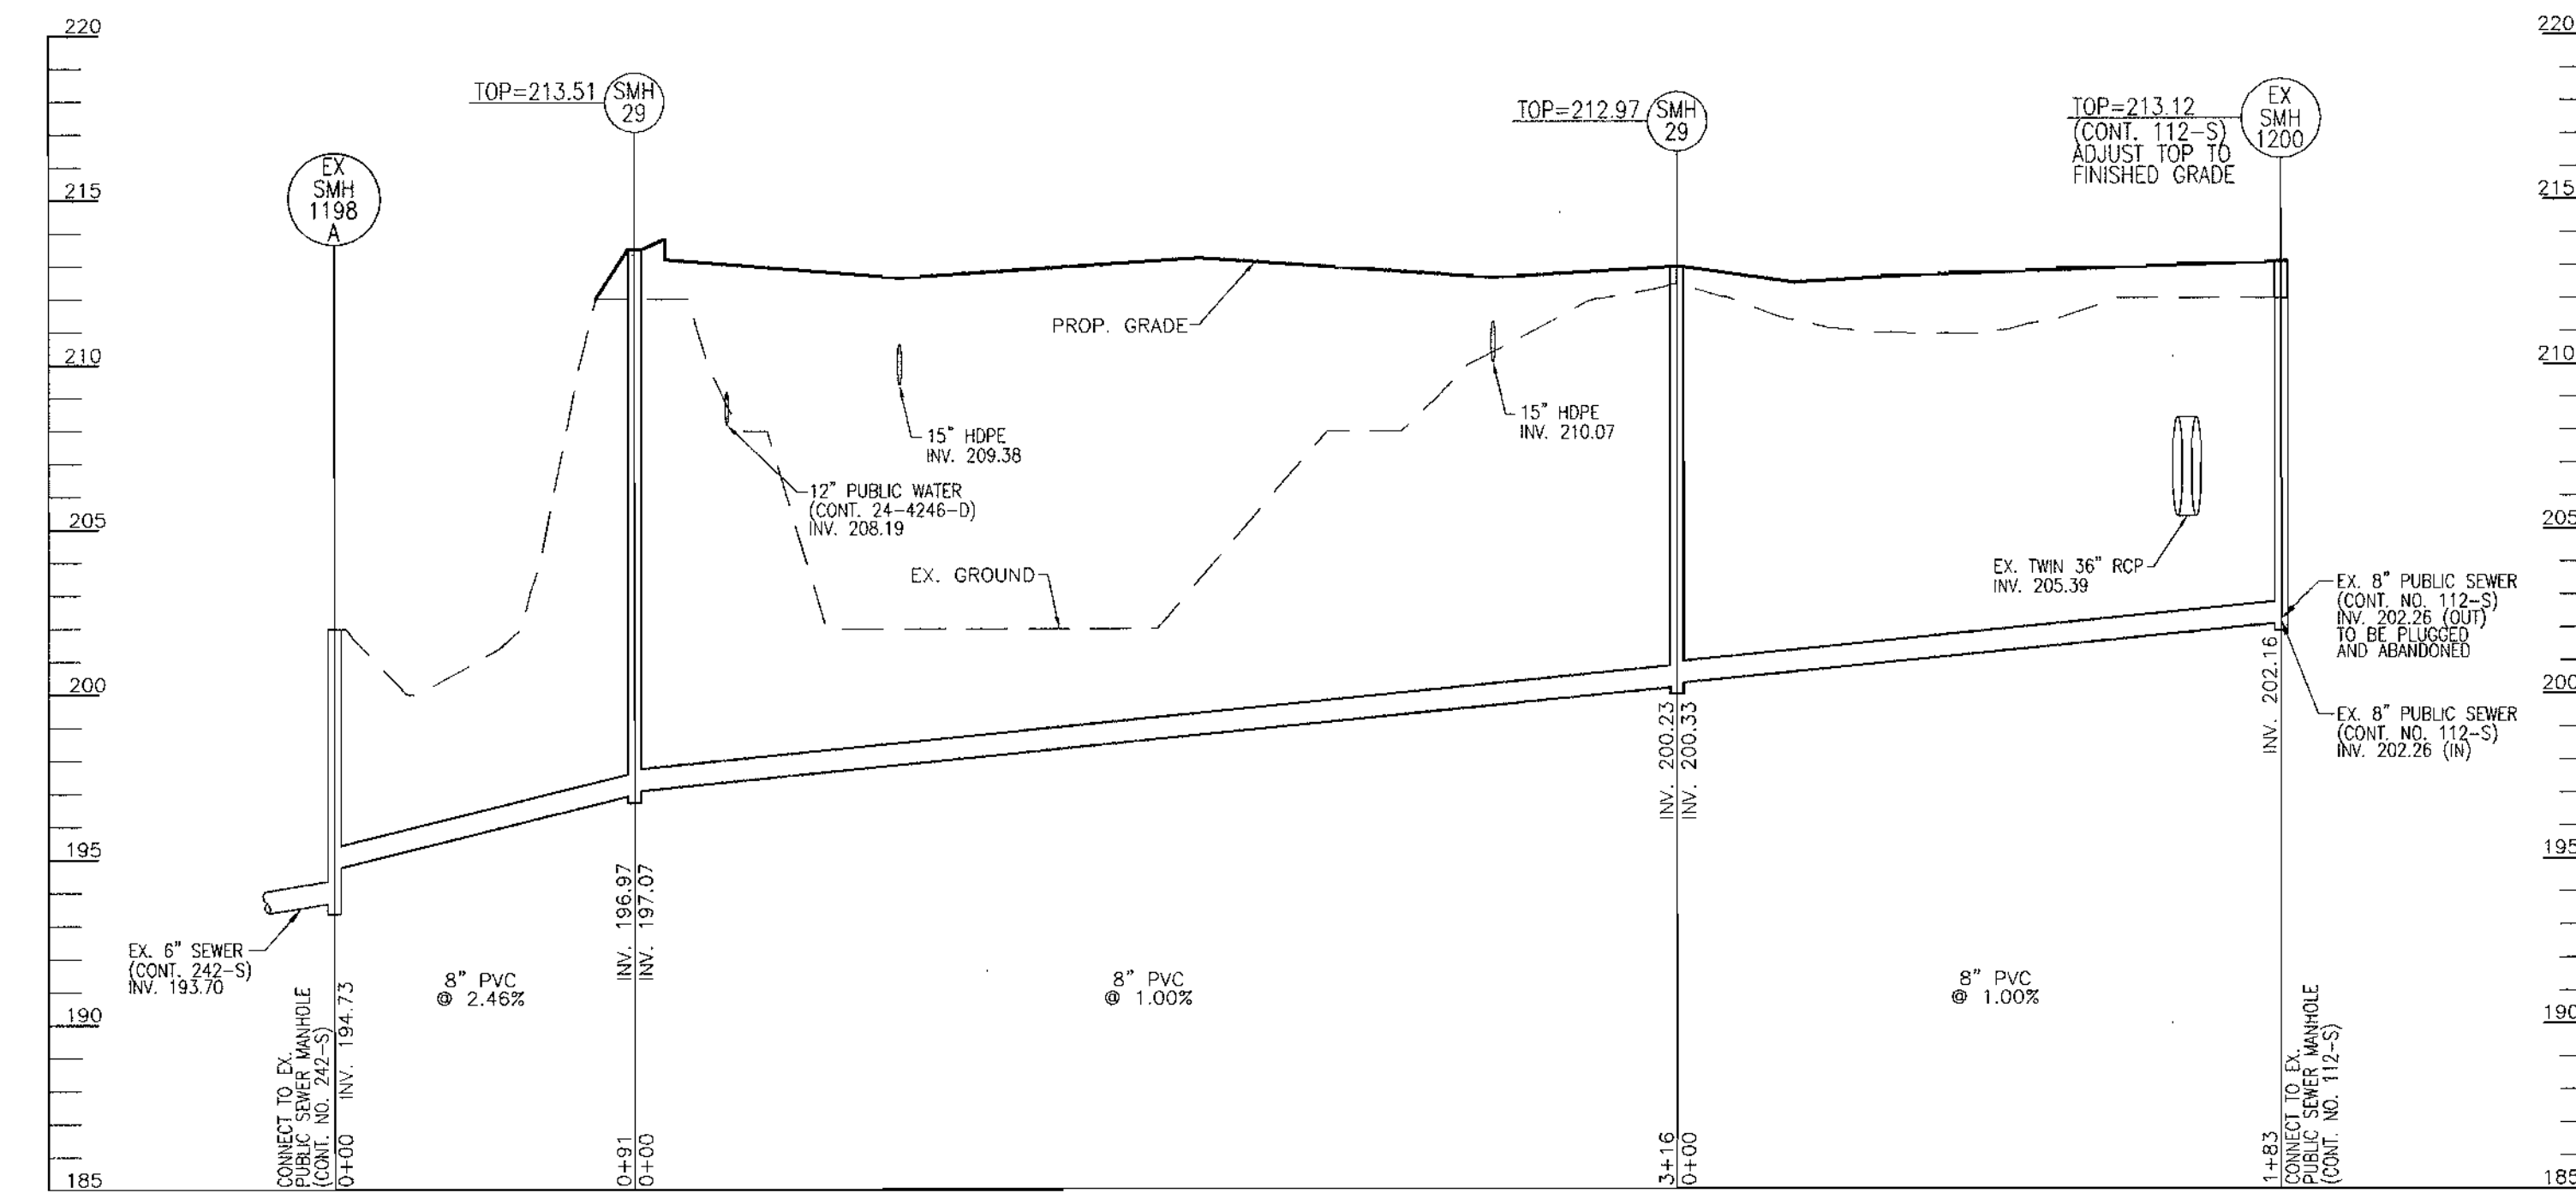 220
215
210
205
200
195
190
185
EX
SMH
1198
A
TOP=213.51
SMH
29
TOP=212.97
SMH
29
TOP=213.12
(CONT. 112-S)
ADJUST TOP TO
FINISHED GRADE
EX
SMH
1200
220
215
210
205
200
195
190
185
PROP. GRADE
15" HDPE
INV. 209.38
15" HDPE
INV. 210.07
12" PUBLIC WATER
(CONT. 24-4246-D)
INV. 208.19
EX. GROUND
EX. TWIN 36" RCP
INV. 205.39
EX. 8" PUBLIC SEWER
(CONT. NO. 112-S)
INV. 202.26 (OUT)
TO BE PLUGGED
AND ABANDONED
EX. 8" PUBLIC SEWER
(CONT. NO. 112-S)
INV. 202.26 (IN)
EX. 6" SEWER
(CONT. 242-S)
INV. 193.70
8" PVC
@ 2.46%
8" PVC
@ 1.00%
8" PVC
@ 1.00%
CONNECT TO EX.
PUBLIC SEWER MANHOLE
(CONT. NO. 242-S)
0+00 INV. 194.73
0+91 INV. 196.97
0+00 INV. 197.07
3+16 INV. 200.23
0+00 INV. 200.33
1+83 INV. 202.16
CONNECT TO EX.
PUBLIC SEWER MANHOLE
(CONT. NO. 112-S)